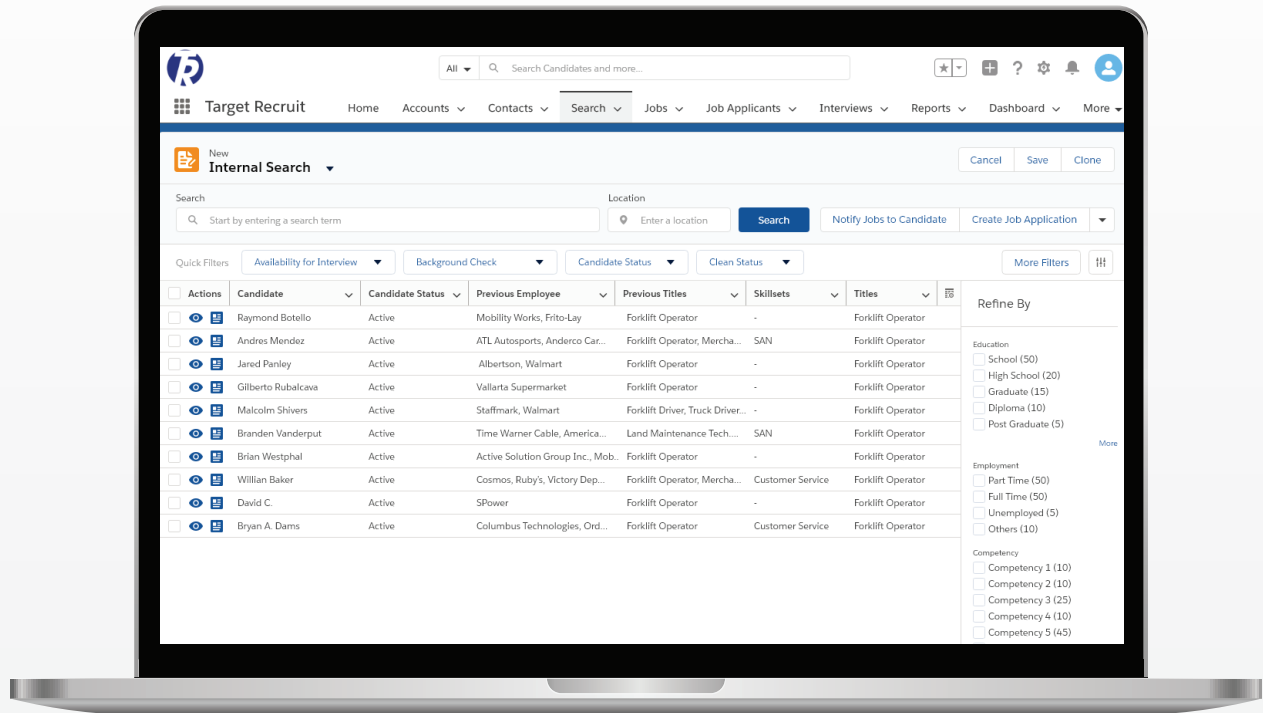 TR
All Search Candidates and more...
?
Target Recruit Home Accounts Contacts Search Jobs Job Applicants Interviews Reports Dashboard More
New
Internal Search
Cancel Save Clone
Search Location
Start by entering a search term Enter a location Search Notify Jobs to Candidate Create Job Application
Quick Filters Availability for Interview Background Check Candidate Status Clean Status More Filters
Actions Candidate Candidate Status Previous Employee Previous Titles Skillsets Titles
Raymond Botello Active Mobility Works, Frito-Lay Forklift Operator - Forklift Operator
Andres Mendez Active ATL Autosports, Anderco Car... Forklift Operator, Mercha... SAN Forklift Operator
Jared Panley Active Albertson, Walmart Forklift Operator - Forklift Operator
Gilberto Rubalcava Active Vallarta Supermarket Forklift Operator - Forklift Operator
Malcolm Shivers Active Staffmark, Walmart Forklift Driver, Truck Driver... - Forklift Operator
Branden Vanderput Active Time Warner Cable, America... Land Maintenance Tech.... SAN Forklift Operator
Brian Westphal Active Active Solution Group Inc., Mob.. Forklift Operator - Forklift Operator
Willian Baker Active Cosmos, Ruby's, Victory Dep... Forklift Operator, Mercha... Customer Service Forklift Operator
David C. Active SPower Forklift Operator - Forklift Operator
Bryan A. Dams Active Columbus Technologies, Ord... Forklift Operator Customer Service Forklift Operator
Refine By
Education
School (50)
High School (20)
Graduate (15)
Diploma (10)
Post Graduate (5)
More
Employment
Part Time (50)
Full Time (50)
Unemployed (5)
Others (10)
Competency
Competency 1 (10)
Competency 2 (10)
Competency 3 (25)
Competency 4 (10)
Competency 5 (45)